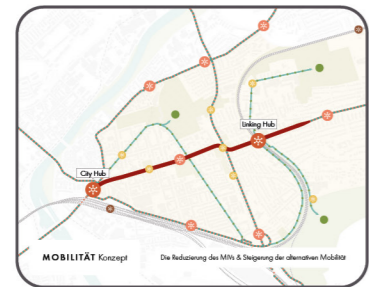 Linking Hub
City Hub
MOBILITÄT Konzept
Die Reduzierung des MIVs & Steigerung der alternativen Mobilität